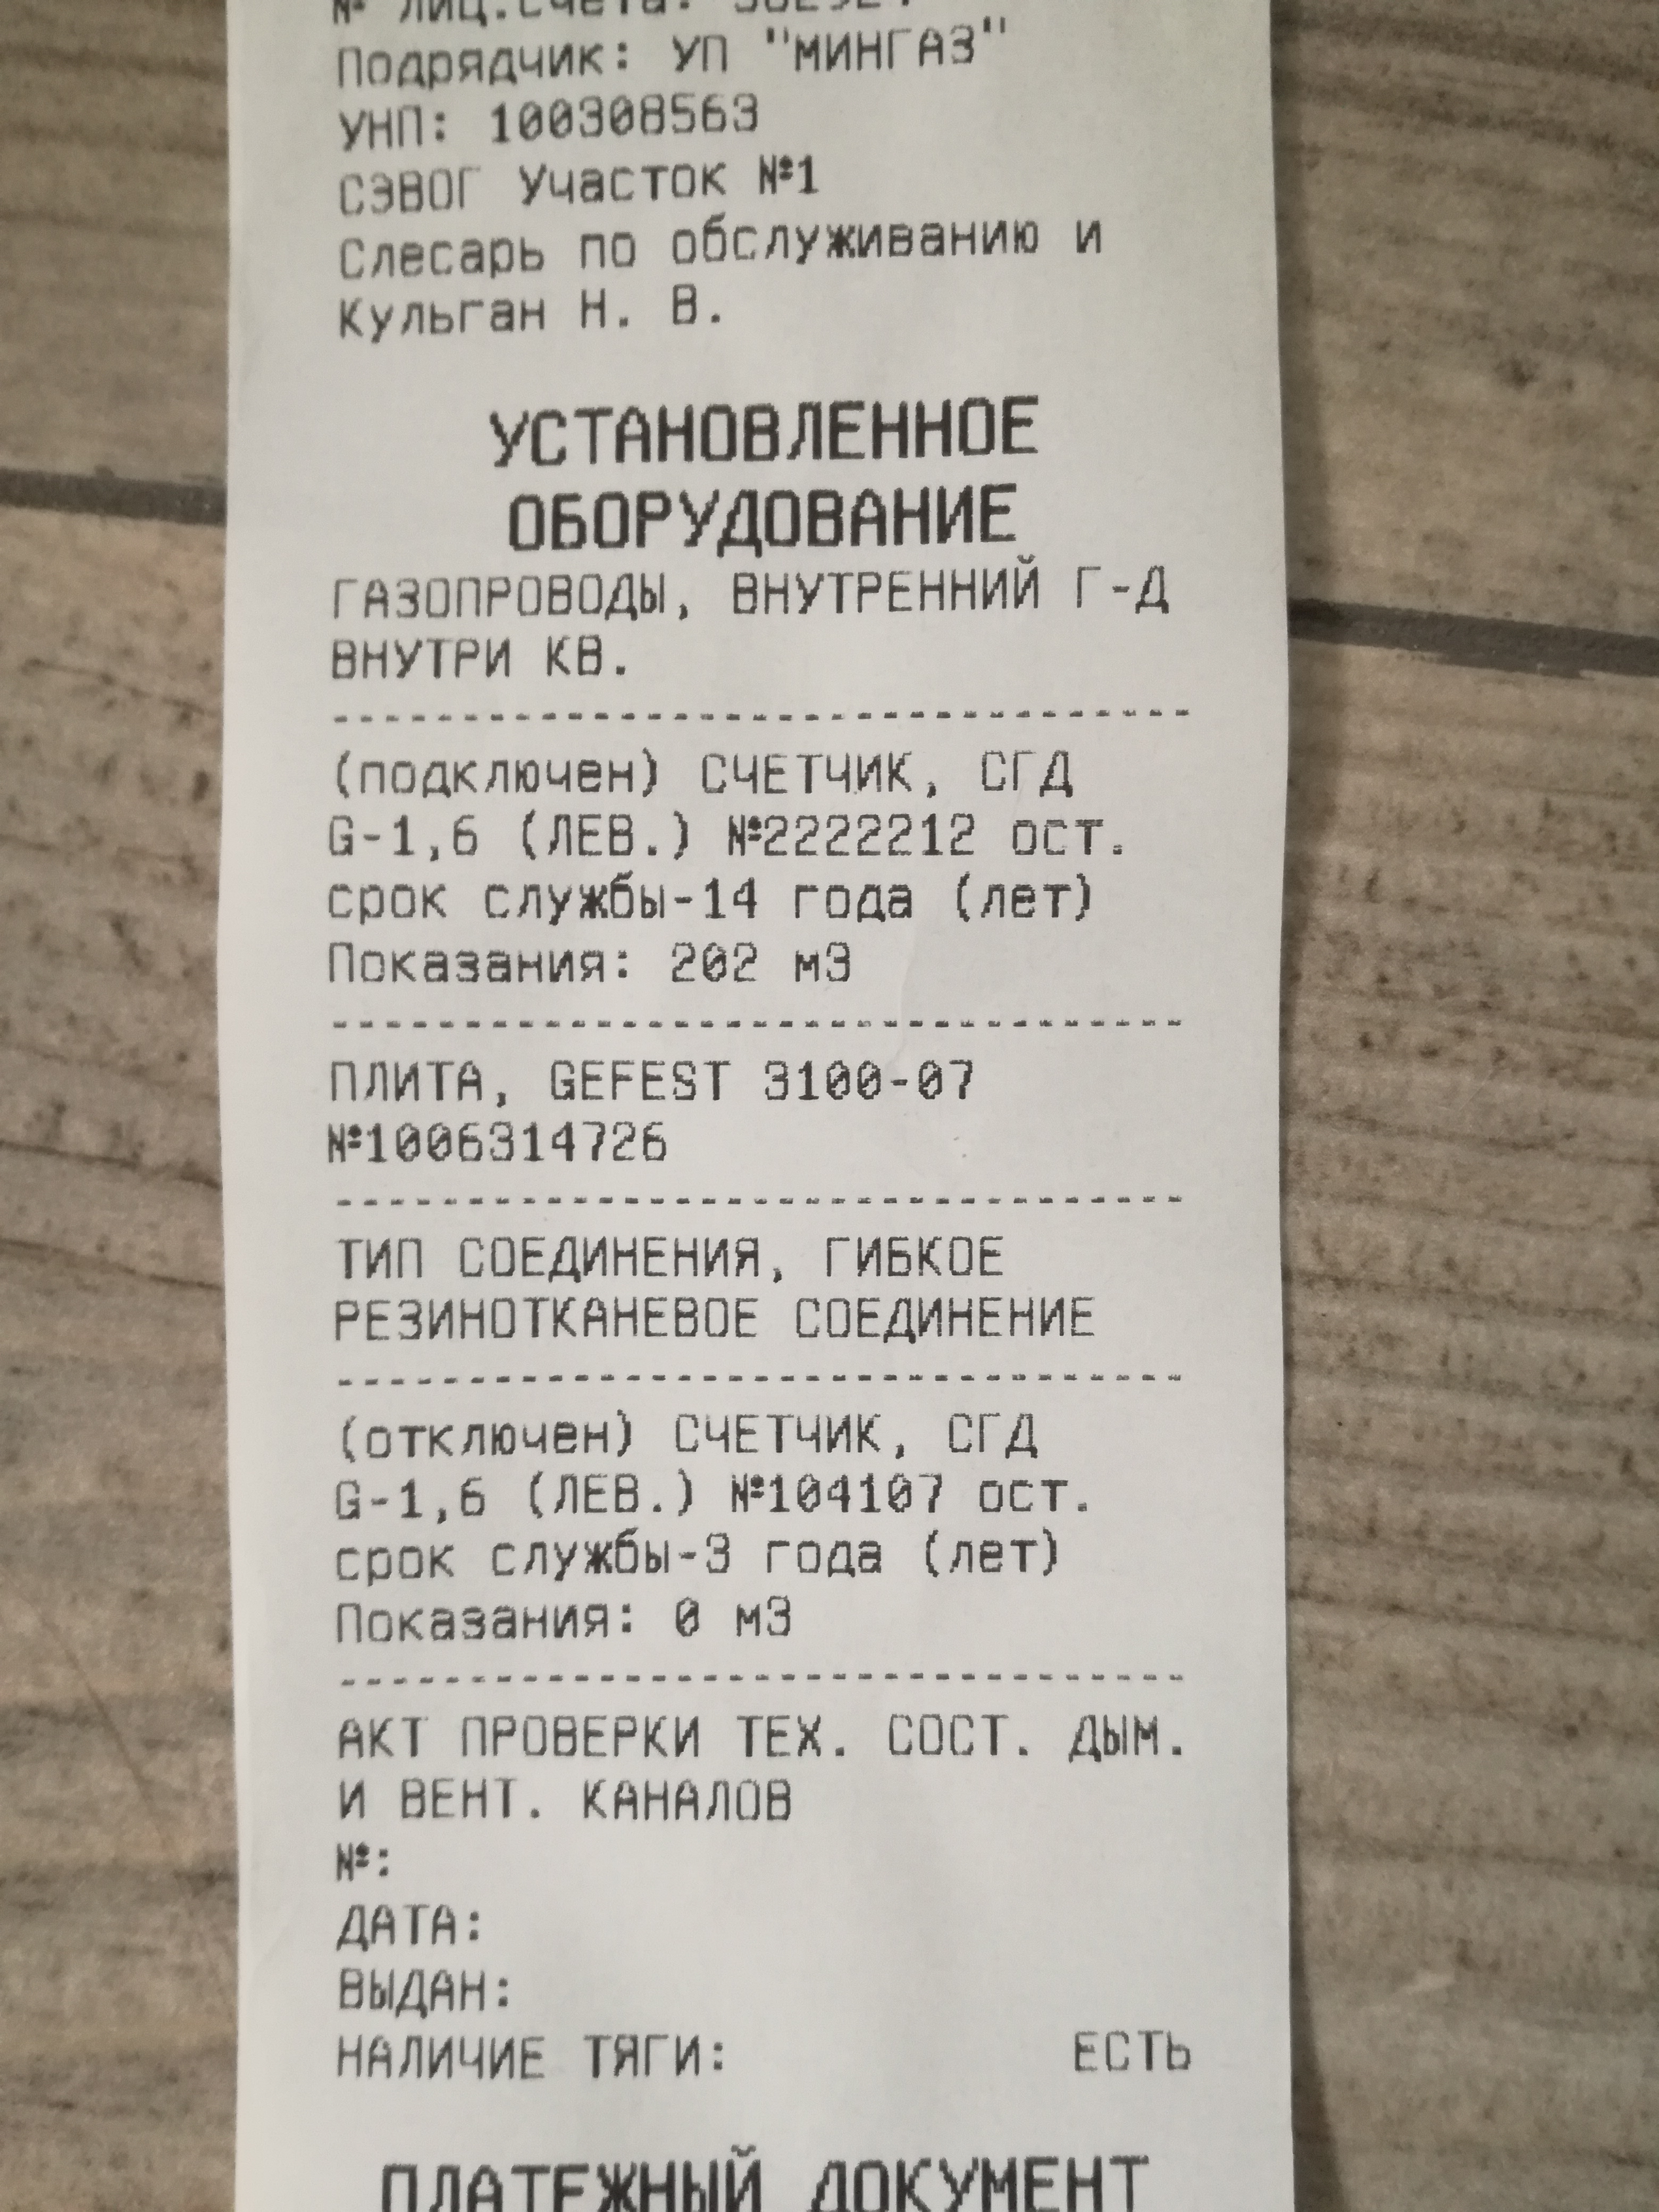 № лиц.счета:
Подрядчик: УП "МИНГАЗ"
УНП: 100308563
СЭВОГ Участок №1
Слесарь по обслуживанию и
Кульган Н. В.
УСТАНОВЛЕННОЕ
ОБОРУДОВАНИЕ
ГАЗОПРОВОДЫ, ВНУТРЕННИЙ Г-Д
ВНУТРИ КВ.
---------------------------------
(подключен) СЧЕТЧИК, СГД
G-1,6 (ЛЕВ.) №2222212 ост.
срок службы-14 года (лет)
Показания: 202 м3
---------------------------------
ПЛИТА, GEFEST 3100-07
№1006314726
---------------------------------
ТИП СОЕДИНЕНИЯ, ГИБКОЕ
РЕЗИНОТКАНЕВОЕ СОЕДИНЕНИЕ
---------------------------------
(отключен) СЧЕТЧИК, СГД
G-1,6 (ЛЕВ.) №104107 ост.
срок службы-3 года (лет)
Показания: 0 м3
---------------------------------
АКТ ПРОВЕРКИ ТЕХ. СОСТ. ДЫМ.
И ВЕНТ. КАНАЛОВ
№:
ДАТА:
ВЫДАН:
НАЛИЧИЕ ТЯГИ: ЕСТЬ
ПЛАТЕЖНЫЙ ДОКУМЕНТ